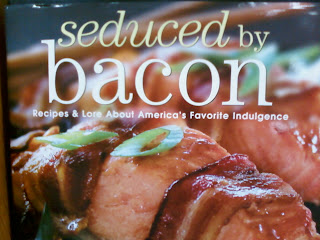 seduced by
bacon
Recipes & Lore About America's Favorite Indulgence